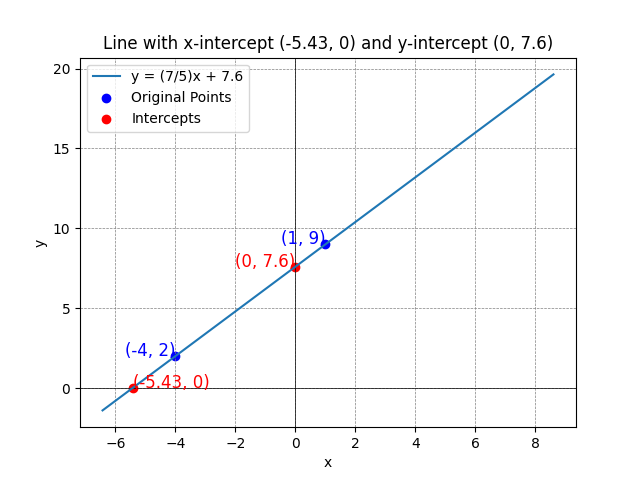 Line with x-intercept (-5.43, 0) and y-intercept (0, 7.6)
y = (7/5)x + 7.6
Original Points
Intercepts
20
15
10
5
0
y
(1, 9)
(0, 7.6)
(-4, 2)
(-5.43, 0)
−6
−4
−2
0
2
4
6
8
x